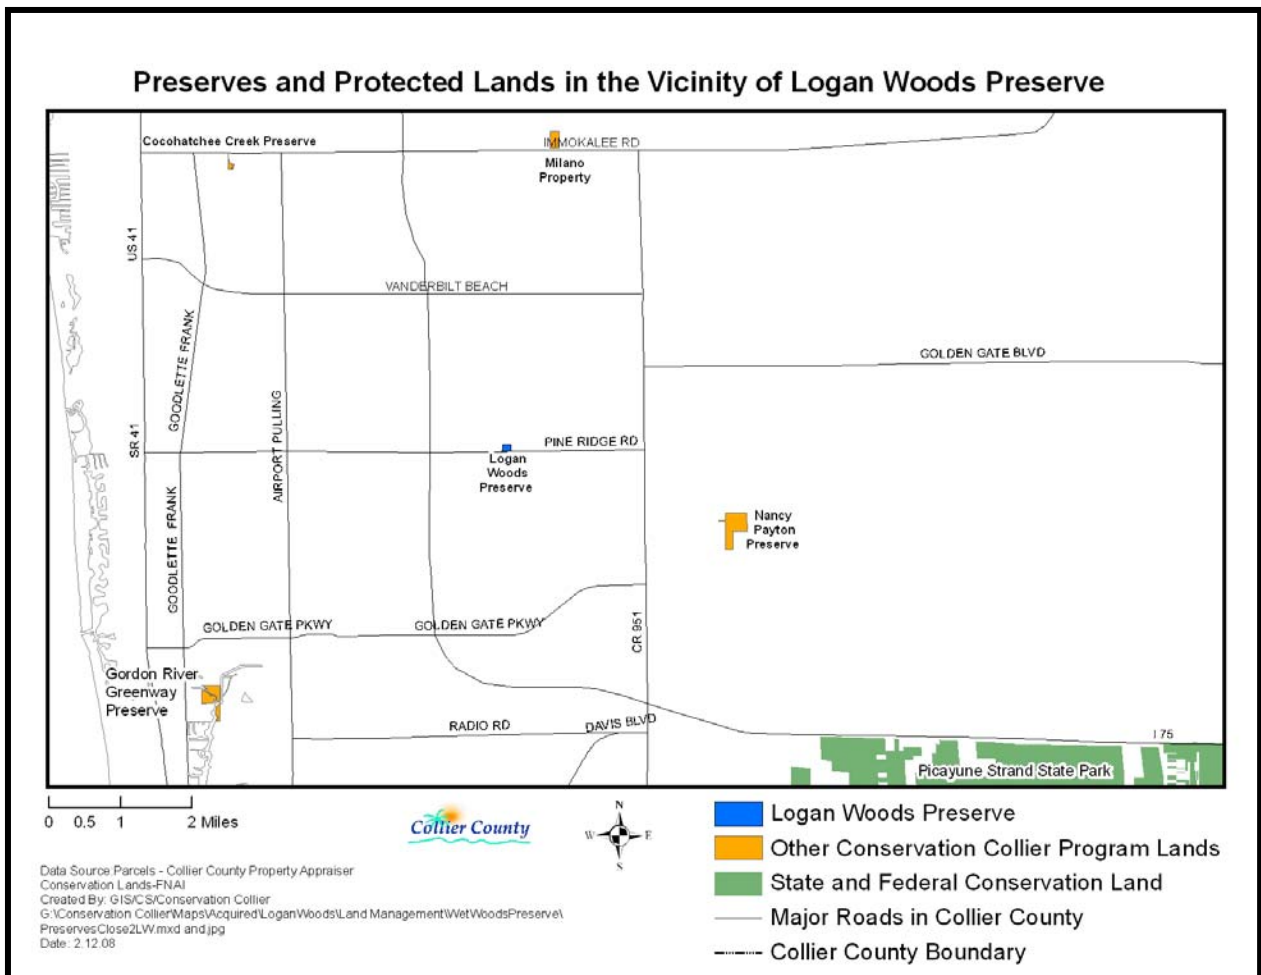 Preserves and Protected Lands in the Vicinity of Logan Woods Preserve
Cocohatchee Creek Preserve
IMMOKALEE RD
Milano
Property
US 41
VANDERBILT BEACH
GOODLETTE FRANK
GOLDEN GATE BLVD
AIRPORT PULLING
SR 41
PINE RIDGE RD
Logan
Woods
Preserve
GOODLETTE FRANK
Nancy
Payton
Preserve
GOLDEN GATE PKWY
GOLDEN GATE PKWY
CR 951
Gordon River
Greenway
Preserve
RADIO RD
DAVIS BLVD
I 75
Picayune Strand State Park
0 0.5 1 2 Miles
Collier County
N
W E
S
Logan Woods Preserve
Other Conservation Collier Program Lands
State and Federal Conservation Land
Major Roads in Collier County
Collier County Boundary
Data Source:Parcels - Collier County Property Appraiser
Conservation Lands-FNAI
Created By: GIS/CS/Conservation Collier
G:\Conservation Collier\Maps\Acquired\LoganWoods\Land Management\WetWoodsPreserve\
PreservesClose2LW.mxd and.jpg
Date: 2.12.08